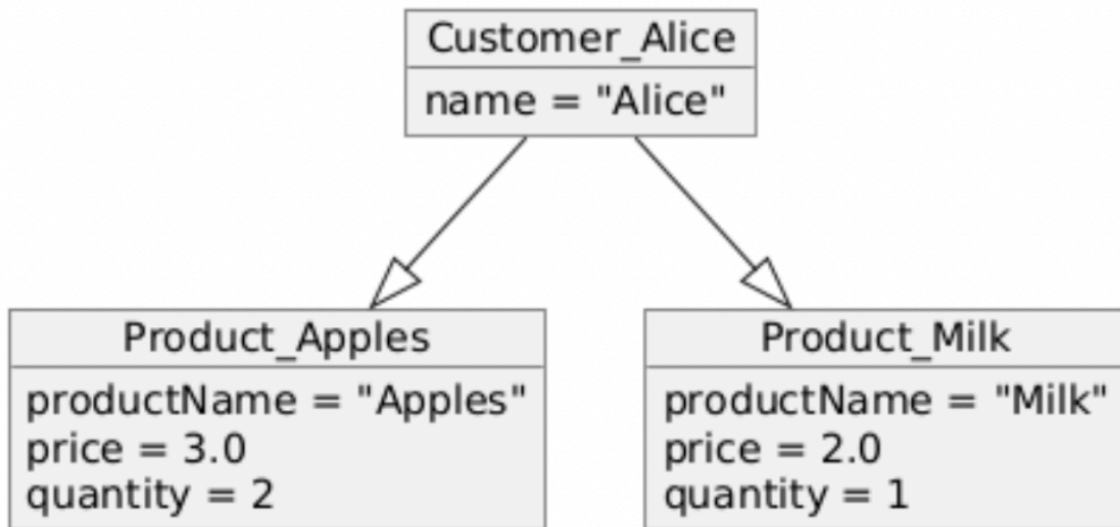 Customer_Alice
name = "Alice"
Product_Apples
productName = "Apples"
price = 3.0
quantity = 2
Product_Milk
productName = "Milk"
price = 2.0
quantity = 1